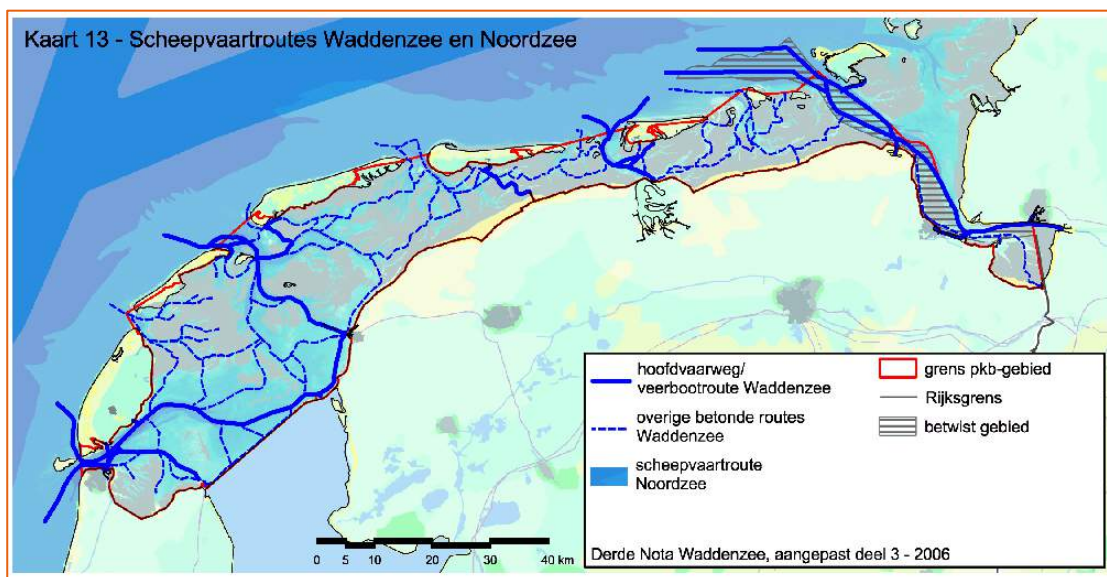 Kaart 13 - Scheepvaartroutes Waddenzee en Noordzee
hoofdvaarweg/
veerbootroute Waddenzee
overige betonde routes
Waddenzee
scheepvaartroute
Noordzee
grens pkb-gebied
Rijksgrens
betwist gebied
0 5 10 20 30 40 km
Derde Nota Waddenzee, aangepast deel 3 - 2006